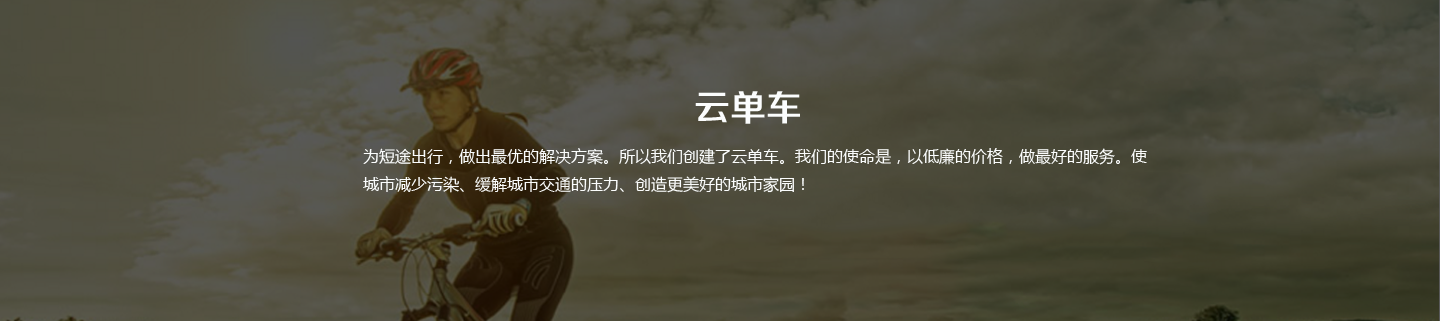 云单车
为短途出行，做出最优的解决方案。所以我们创建了云单车。我们的使命是，以低廉的价格，做最好的服务。使
城市减少污染、缓解城市交通的压力、创造更美好的城市家园！